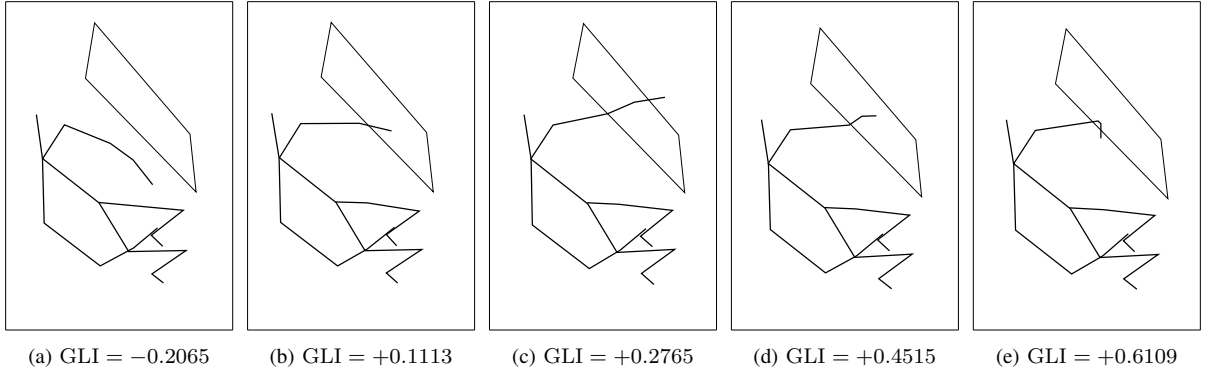 (a) GLI = −0.2065
(b) GLI = +0.1113
(c) GLI = +0.2765
(d) GLI = +0.4515
(e) GLI = +0.6109